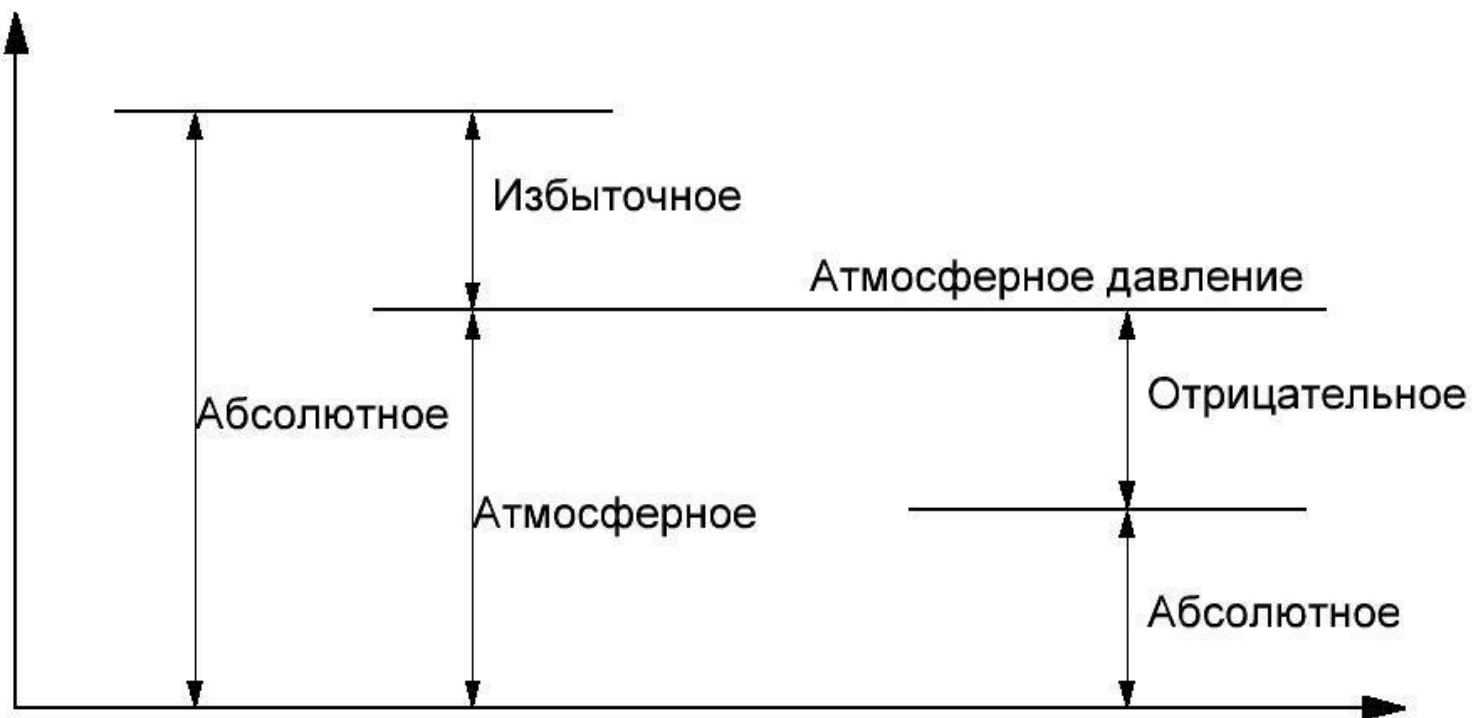 Избыточное
Атмосферное давление
Отрицательное
Абсолютное
Атмосферное
Абсолютное